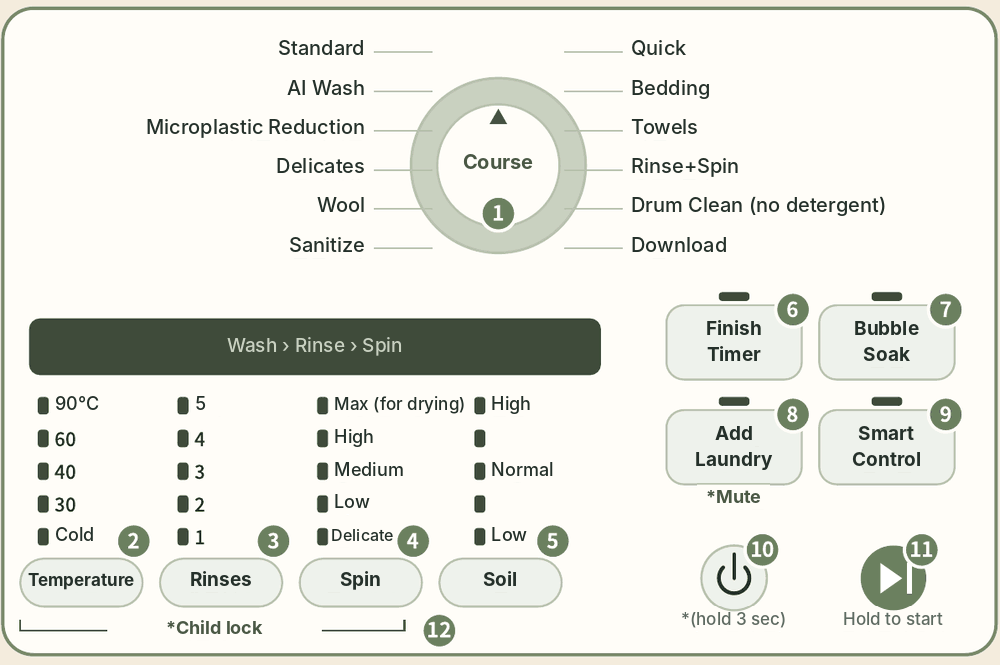 Standard
AI Wash
Microplastic Reduction
Delicates
Wool
Sanitize
Course
1
Quick
Bedding
Towels
Rinse+Spin
Drum Clean (no detergent)
Download
Wash › Rinse › Spin
90°C
60
40
30
Cold
2
Temperature
5
4
3
2
1
3
Rinses
Max (for drying)
High
Medium
Low
Delicate
4
Spin
High
Normal
Low
5
Soil
*Child lock
12
6
Finish
Timer
7
Bubble
Soak
8
Add
Laundry
*Mute
9
Smart
Control
10
*(hold 3 sec)
11
Hold to start